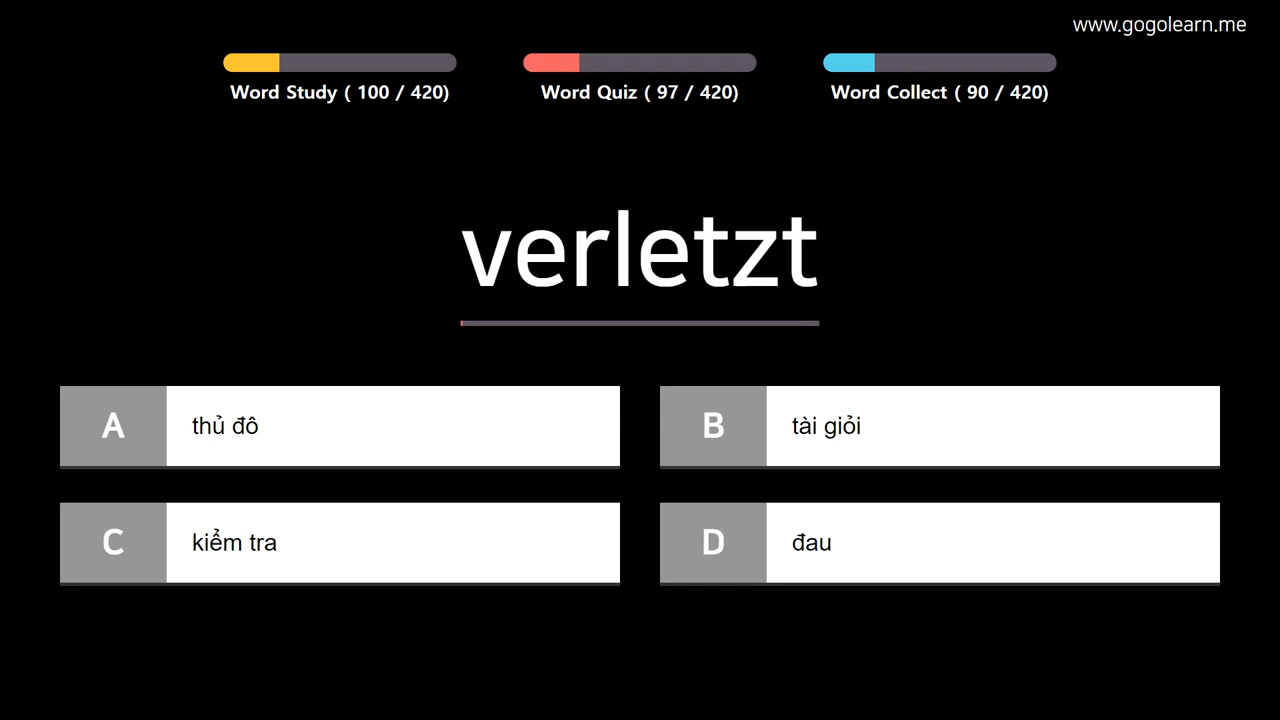 www.gogolearn.me
Word Study ( 100 / 420)
Word Quiz ( 97 / 420)
Word Collect ( 90 / 420)
verletzt
A thủ đô
B tài giỏi
C kiểm tra
D đau